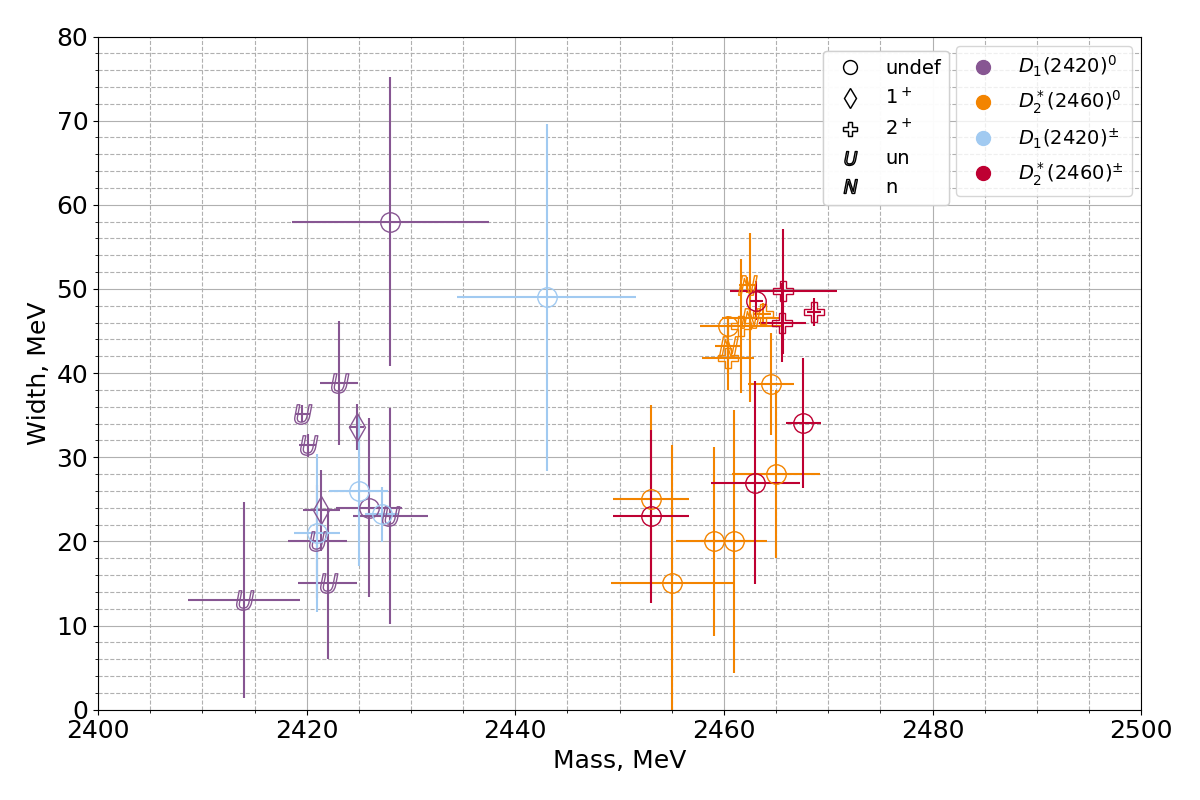 80
70
60
50
40
30
20
10
0
Width, MeV
2400 2420 2440 2460 2480 2500
Mass, MeV
undef
1⁺
2⁺
U un
N n
D₁(2420)⁰
D₂*(2460)⁰
D₁(2420)±
D₂*(2460)±